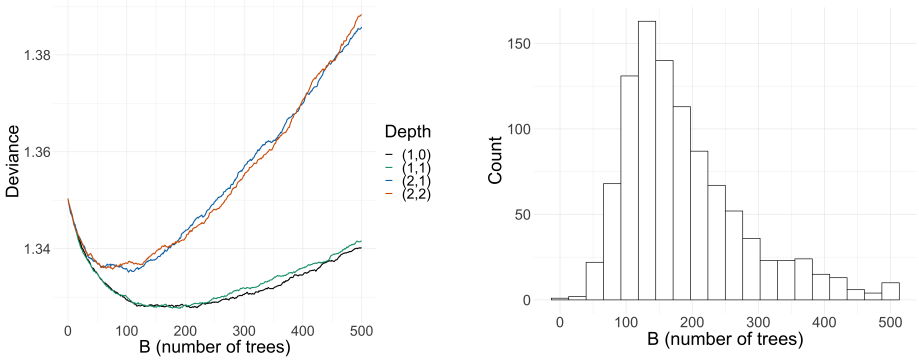 1.38
1.36
1.34
Deviance
0 100 200 300 400 500
B (number of trees)
Depth
(1,0)
(1,1)
(2,1)
(2,2)
150
100
50
0
Count
0 100 200 300 400 500
B (number of trees)